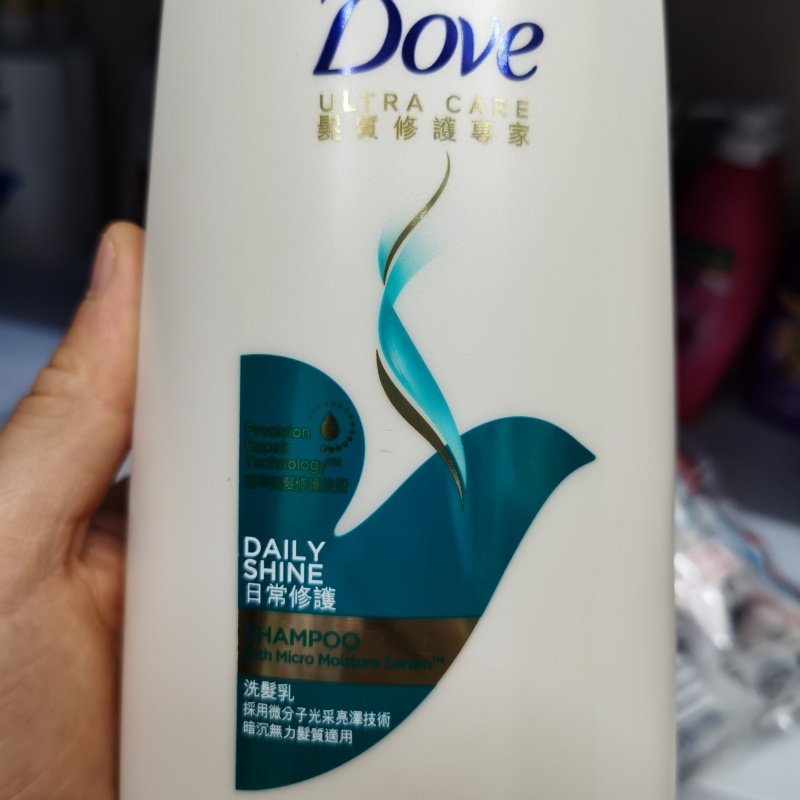 Dove
ULTRA CARE
髮質修護專家
Precision
Repair
Technology™
DAILY
SHINE
日常修護
SHAMPOO
with Micro Moisture Serum™
洗髮乳
採用微分子光采亮澤技術
暗沉無力髮質適用